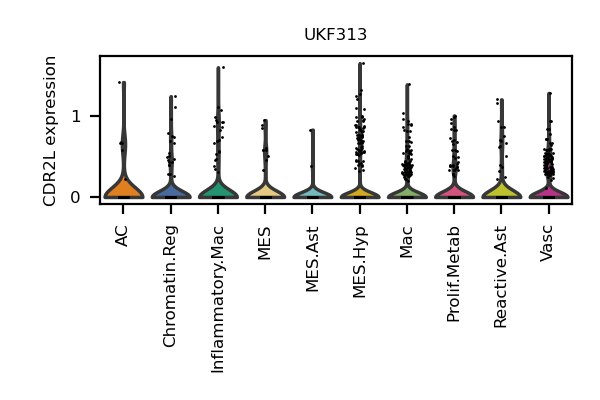 UKF313
CDR2L expression
1
0
AC
Chromatin.Reg
Inflammatory.Mac
MES
MES.Ast
MES.Hyp
Mac
Prolif.Metab
Reactive.Ast
Vasc